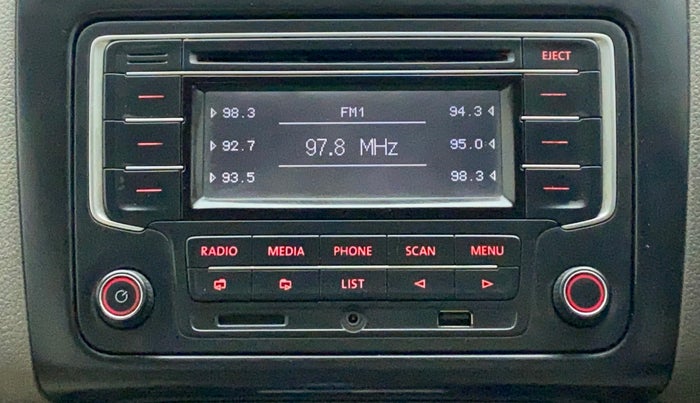 EJECT
98.3 FM1 94.3
92.7 97.8 MHz 95.0
93.5 98.3
RADIO MEDIA PHONE SCAN MENU
LIST